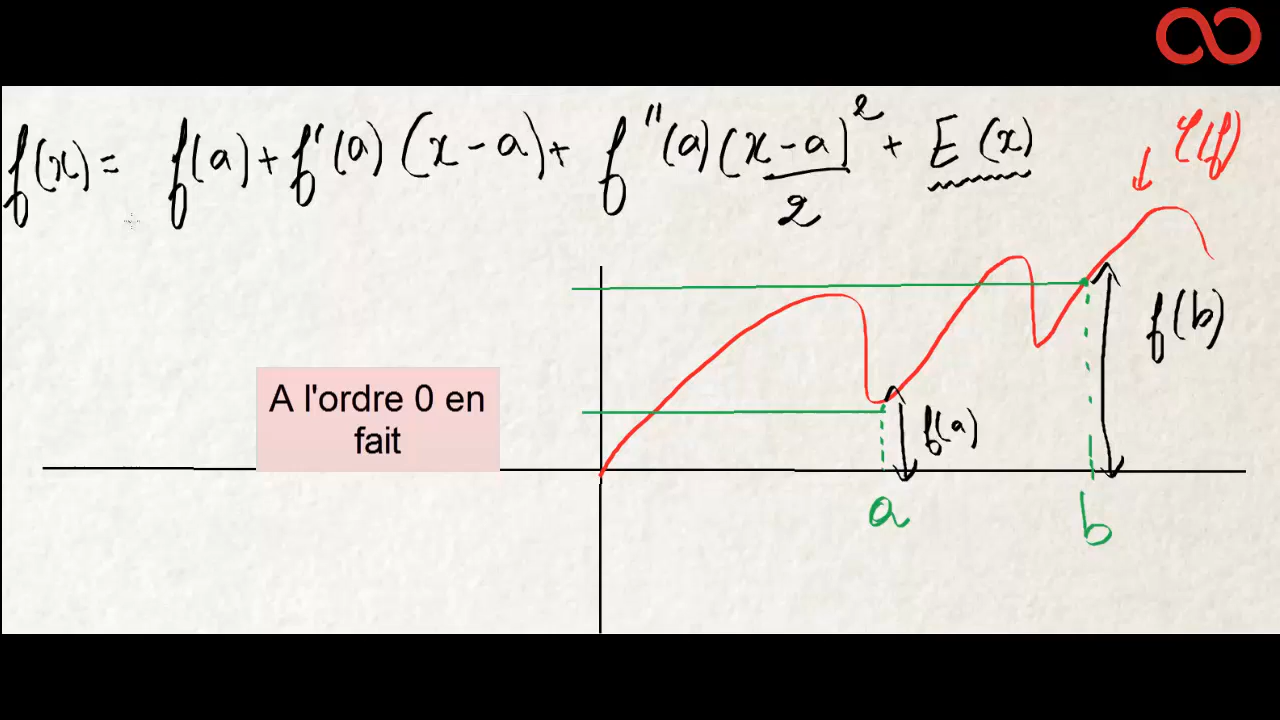 f(x) = f(a) + f'(a) (x - a) + f''(a) (x - a)² / 2 + E(x)
C(f)
f(b)
A l'ordre 0 en
fait
f(a)
a
b